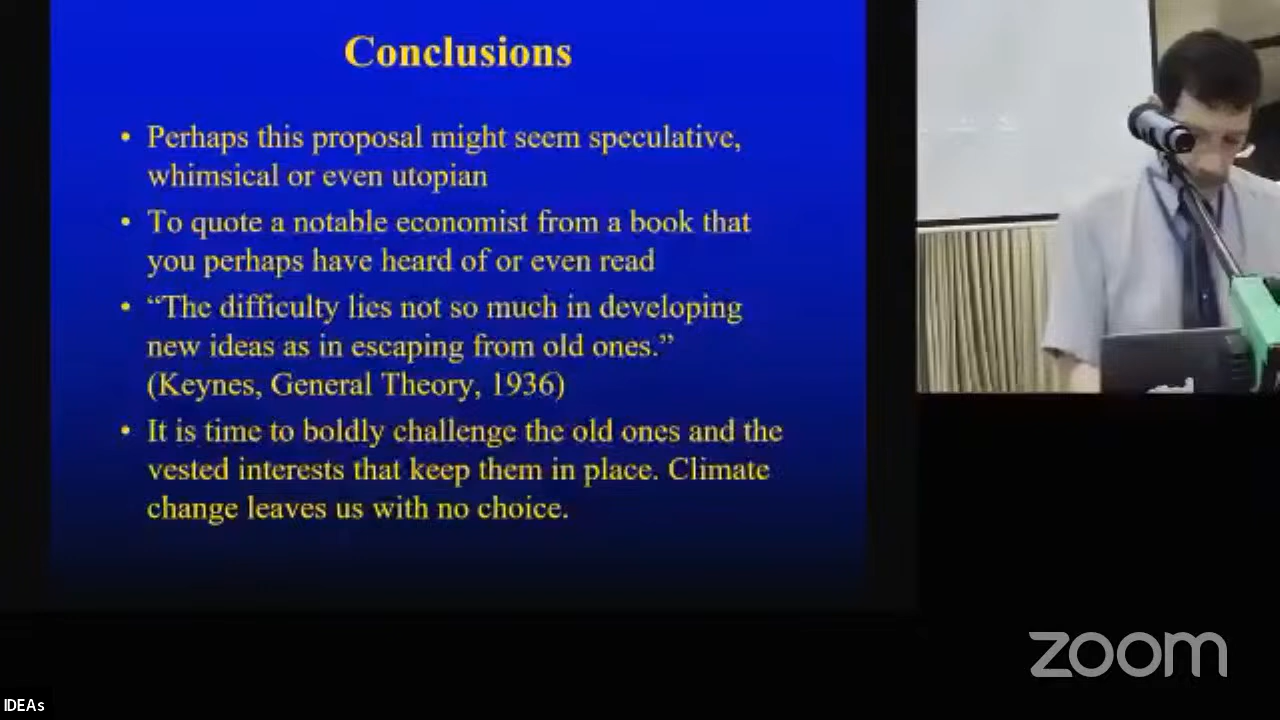 Conclusions
• Perhaps this proposal might seem speculative,
whimsical or even utopian
• To quote a notable economist from a book that
you perhaps have heard of or even read
• “The difficulty lies not so much in developing
new ideas as in escaping from old ones.”
(Keynes, General Theory, 1936)
• It is time to boldly challenge the old ones and the
vested interests that keep them in place. Climate
change leaves us with no choice.
zoom
IDEAs